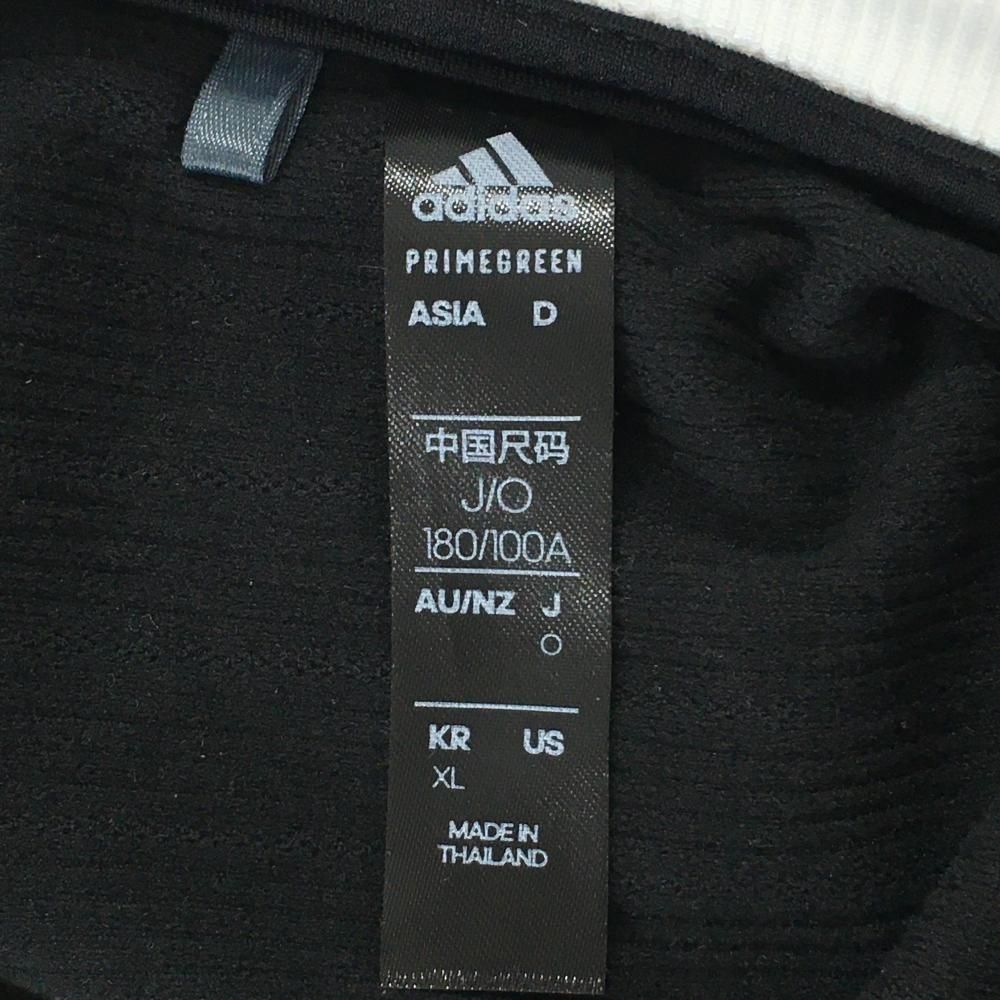 adidas
PRIMEGREEN
ASIA D
中国尺码
J/O
180/100A
AU/NZ J
O
KR US
XL
MADE IN
THAILAND